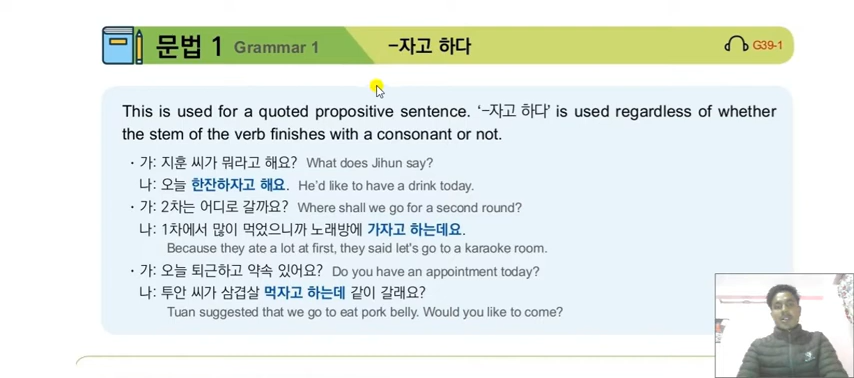 문법 1 Grammar 1 -자고 하다 G39-1
This is used for a quoted propositive sentence. ‘-자고 하다’ is used regardless of whether
the stem of the verb finishes with a consonant or not.
· 가: 지훈 씨가 뭐라고 해요? What does Jihun say?
나: 오늘 한잔하자고 해요. He’d like to have a drink today.
· 가: 2차는 어디로 갈까요? Where shall we go for a second round?
나: 1차에서 많이 먹었으니까 노래방에 가자고 하는데요.
Because they ate a lot at first, they said let’s go to a karaoke room.
· 가: 오늘 퇴근하고 약속 있어요? Do you have an appointment today?
나: 투안 씨가 삼겹살 먹자고 하는데 같이 갈래요?
Tuan suggested that we go to eat pork belly. Would you like to come?